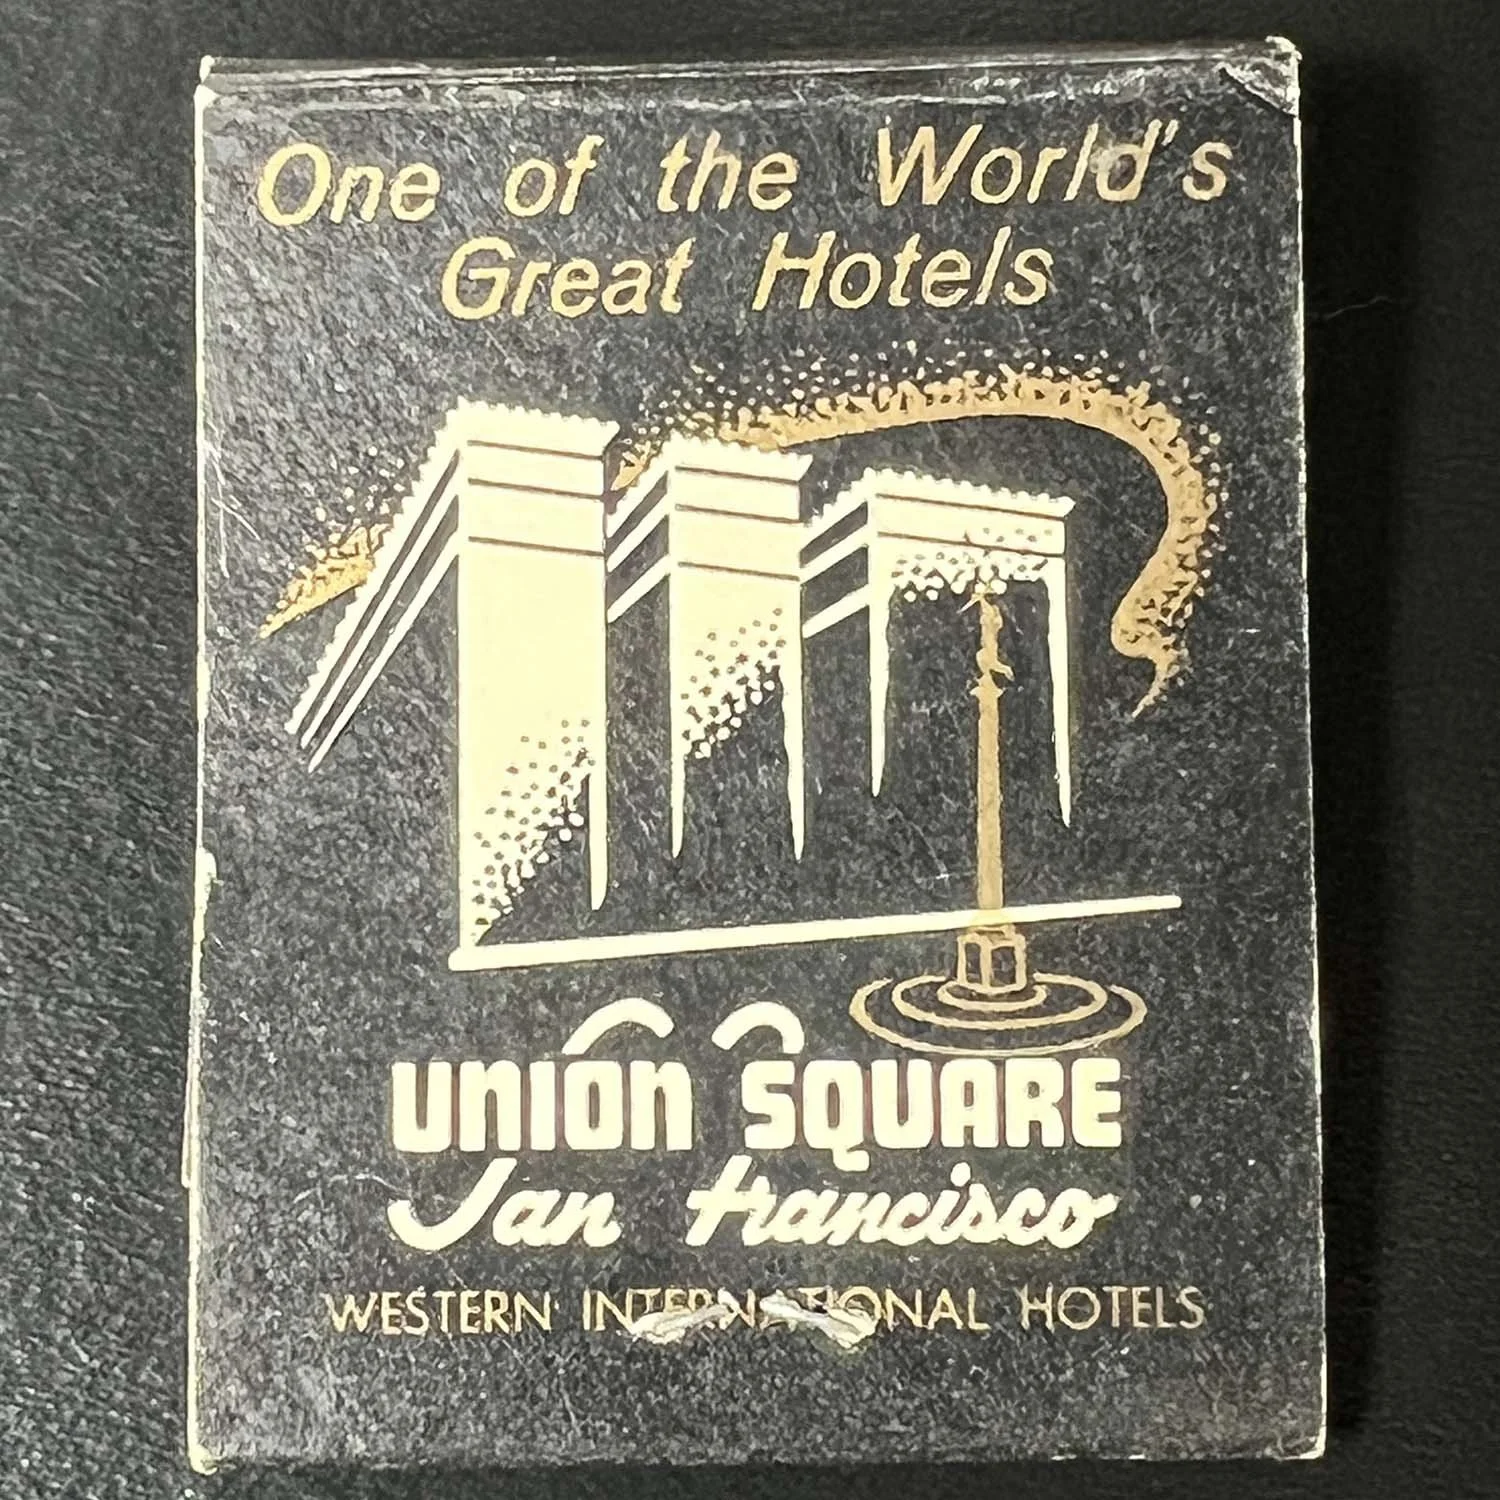 One of the World's
Great Hotels
UNION SQUARE
San Francisco
WESTERN INTERNATIONAL HOTELS